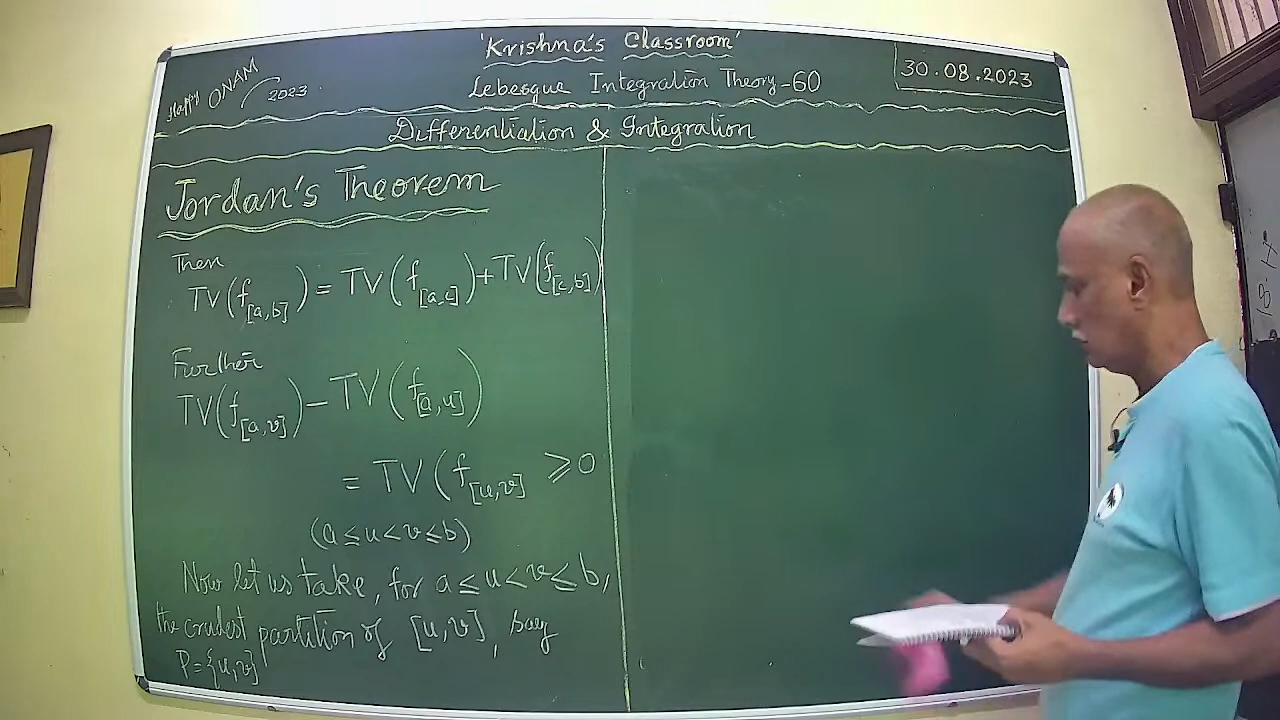 'Krishna's Classroom'
Happy ONAM 2023
Lebesgue Integration Theory-60
30.08.2023
Differentiation & Integration
Jordan's Theorem
Then
TV(f[a,b]) = TV(f[a,c]) + TV(f[c,b])
Further
TV(f[a,v]) − TV(f[a,u])
= TV(f[u,v] ⩾ 0
(a ≤ u < v ≤ b)
Now let us take, for a ≤ u < v ≤ b,
the crudest partition of [u,v], say
P = {u,v}